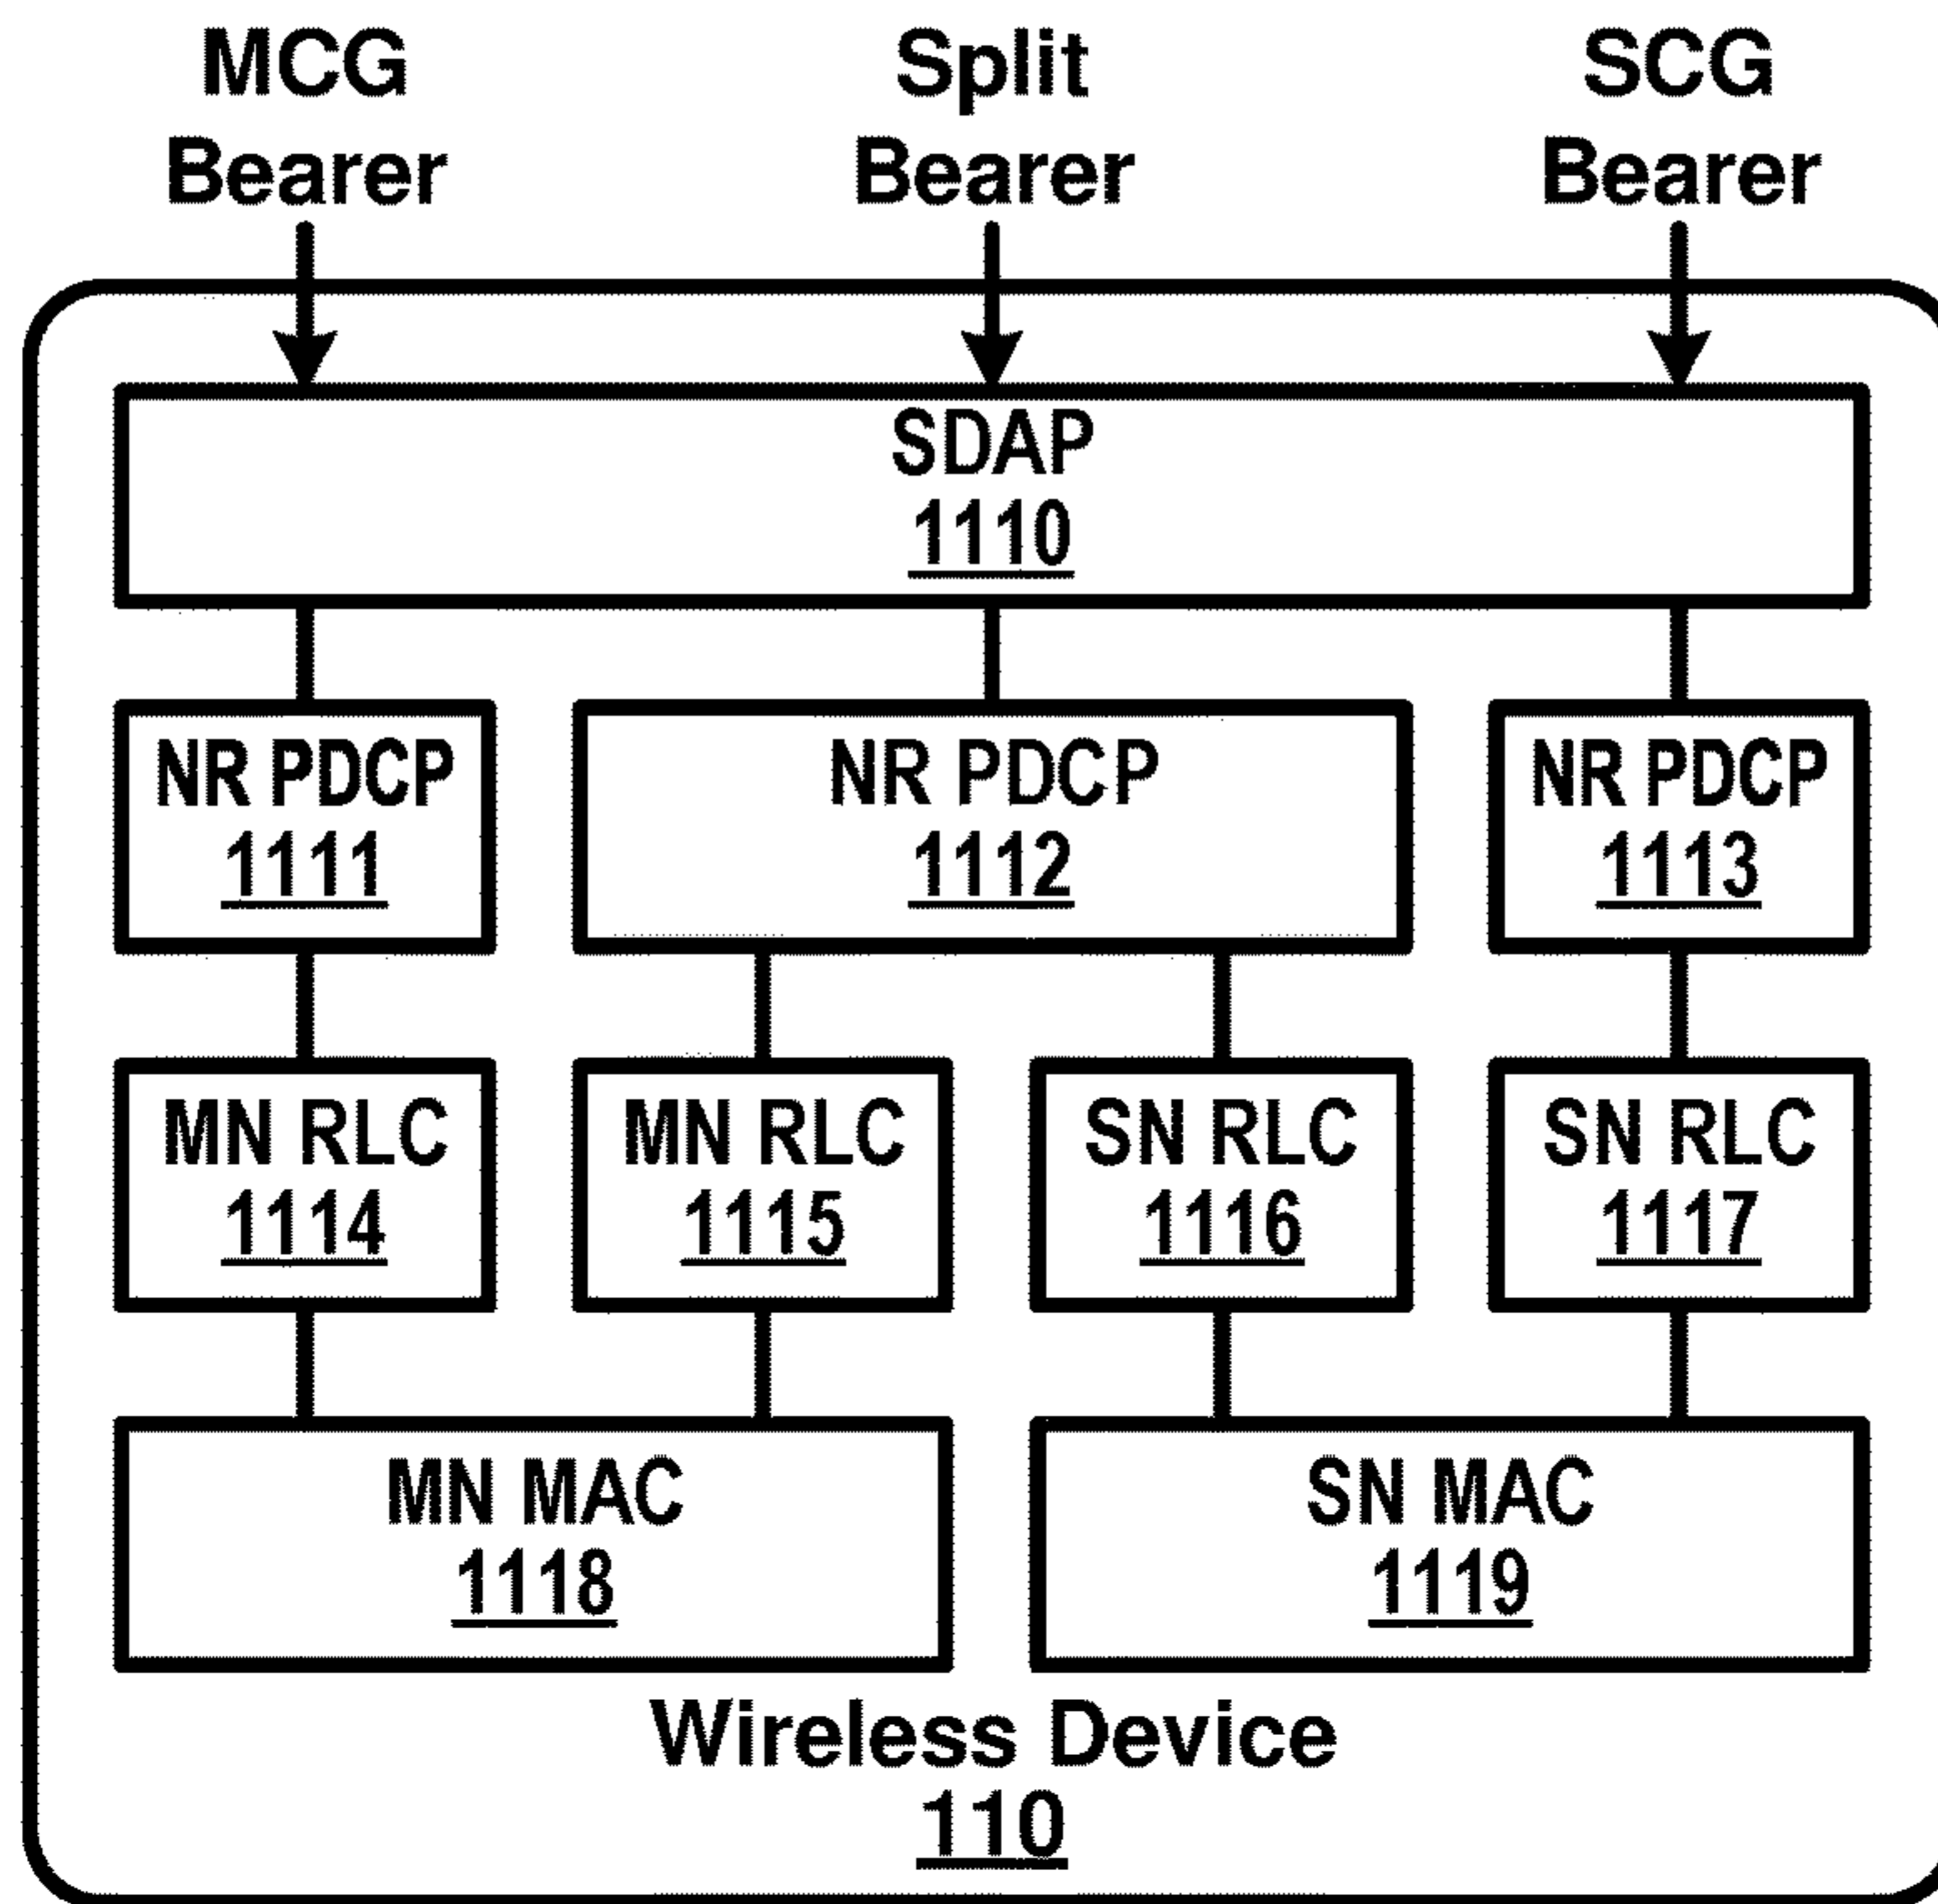 MCG Bearer
Split Bearer
SCG Bearer
SDAP
1110
NR PDCP
1111
NR PDCP
1112
NR PDCP
1113
MN RLC
1114
MN RLC
1115
SN RLC
1116
SN RLC
1117
MN MAC
1118
SN MAC
1119
Wireless Device
110